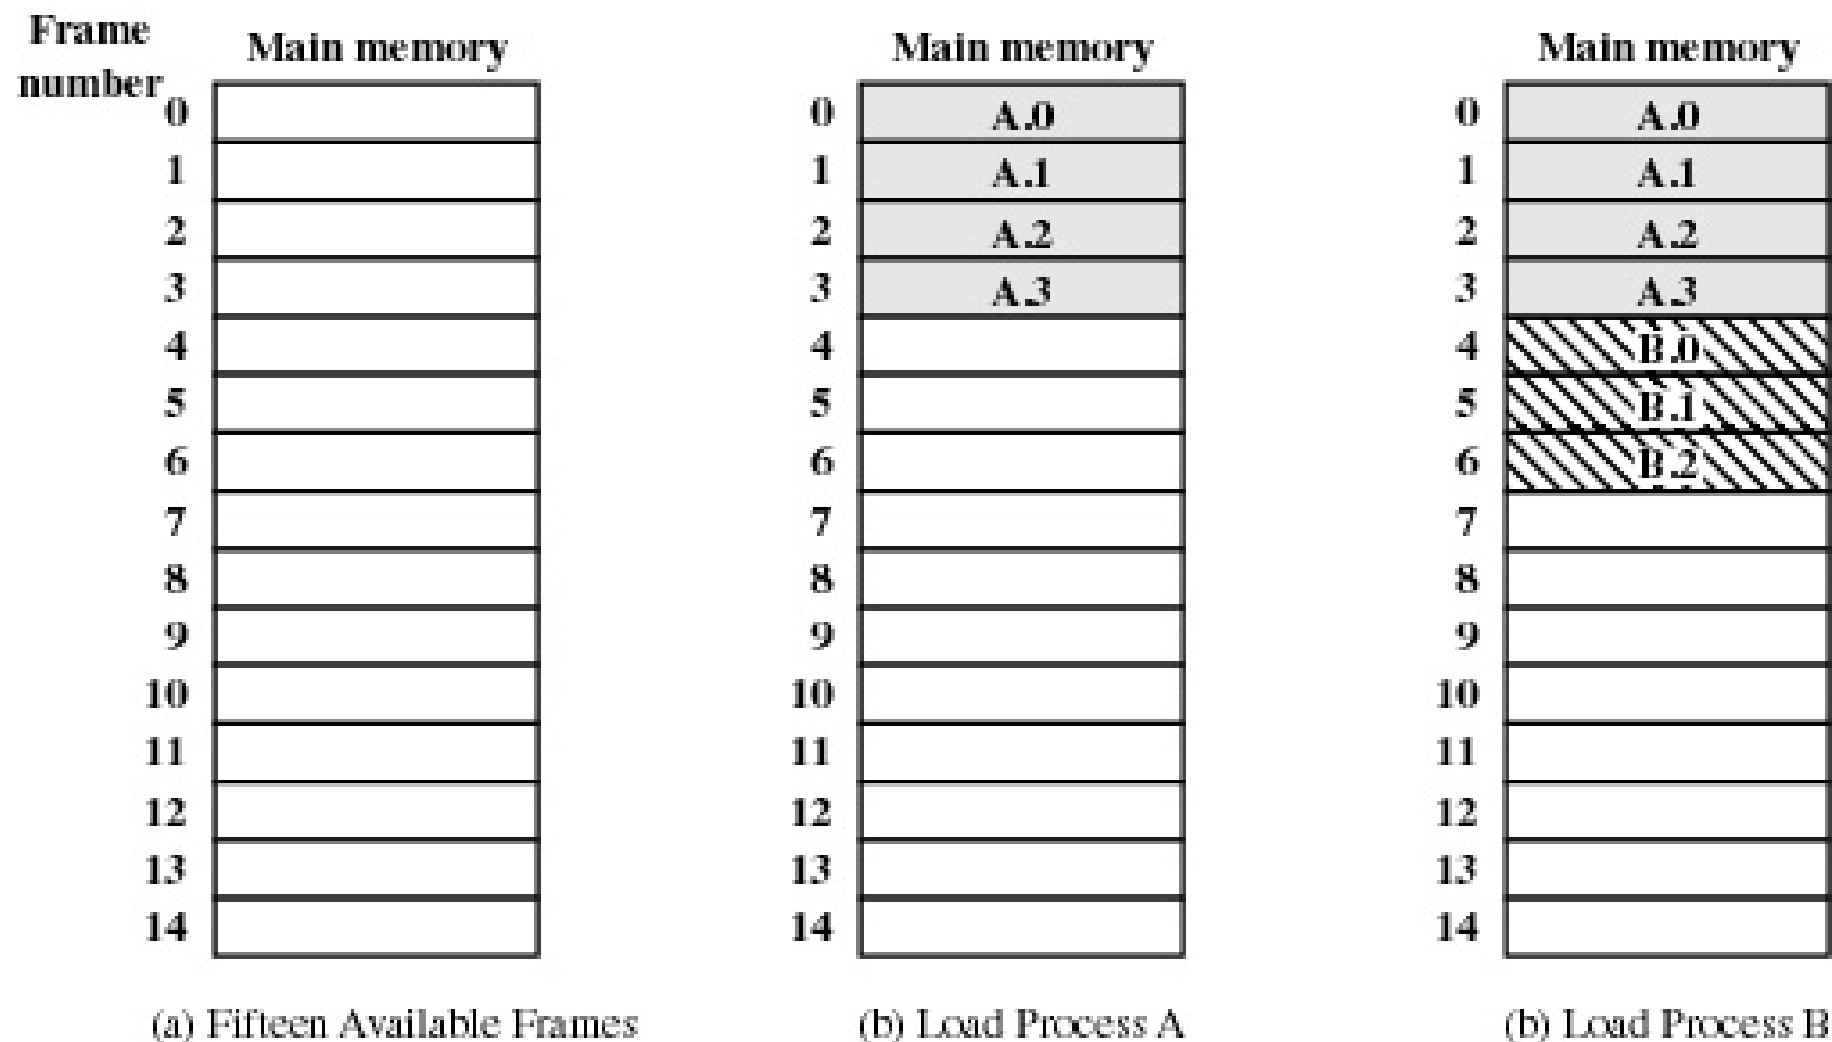 Frame
number
Main memory
0
1
2
3
4
5
6
7
8
9
10
11
12
13
14
(a) Fifteen Available Frames
Main memory
0 A.0
1 A.1
2 A.2
3 A.3
4
5
6
7
8
9
10
11
12
13
14
(b) Load Process A
Main memory
0 A.0
1 A.1
2 A.2
3 A.3
4 B.0
5 B.1
6 B.2
7
8
9
10
11
12
13
14
(b) Load Process B